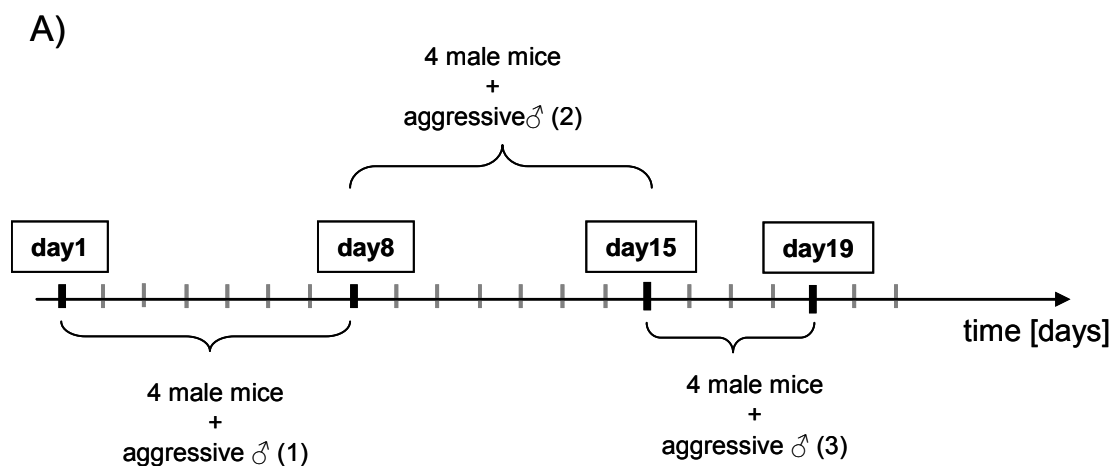 A)
4 male mice
+
aggressive♂ (2)
day1
day8
day15
day19
time [days]
4 male mice
+
aggressive ♂ (1)
4 male mice
+
aggressive ♂ (3)